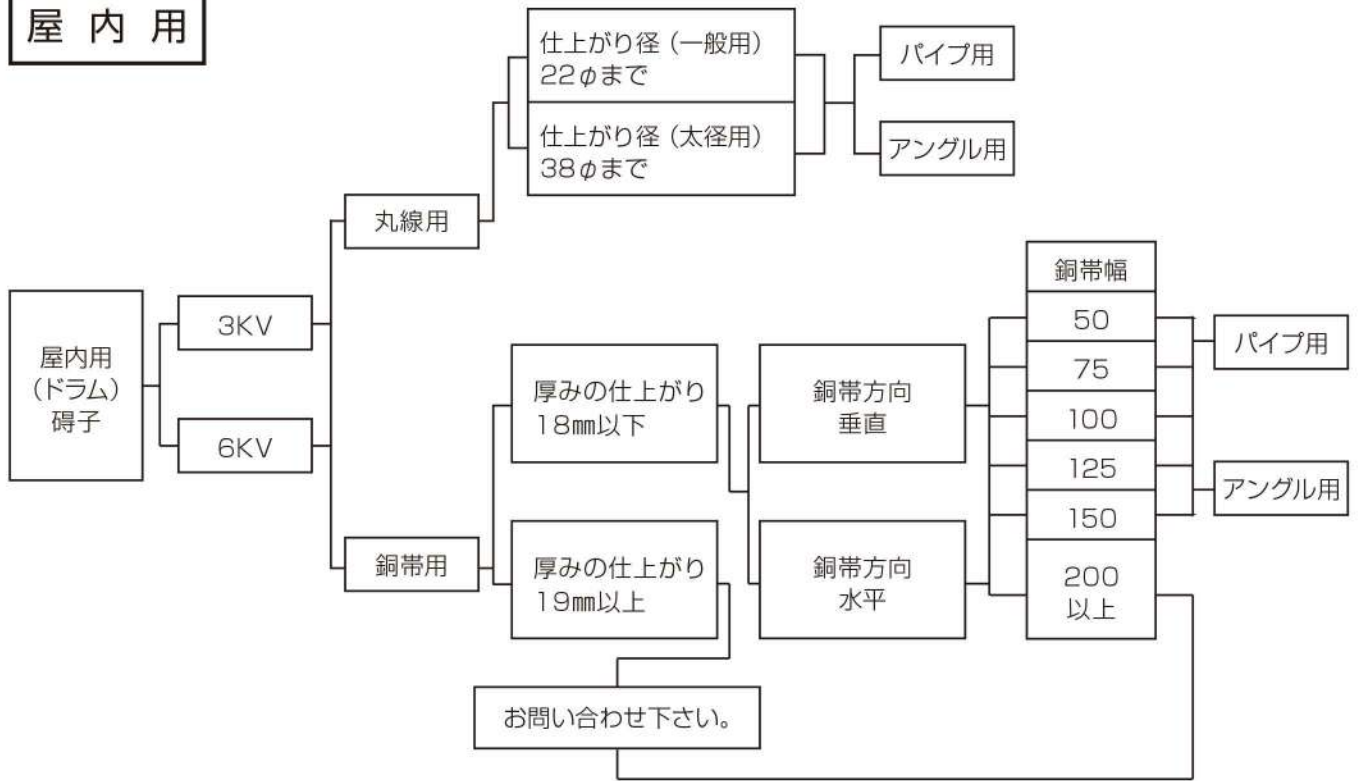 屋内用
仕上がり径（一般用）
22φまで
仕上がり径（太径用）
38φまで
パイプ用
アングル用
丸線用
屋内用
（ドラム）
碍子
3KV
6KV
銅帯用
厚みの仕上がり
18㎜以下
厚みの仕上がり
19㎜以上
銅帯方向
垂直
銅帯方向
水平
銅帯幅
50
75
100
125
150
200
以上
パイプ用
アングル用
お問い合わせ下さい。